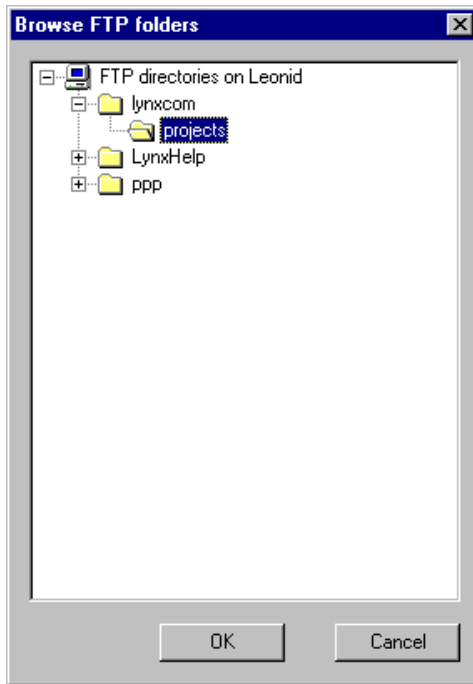 Browse FTP folders
FTP directories on Leonid
lynxcom
projects
LynxHelp
ppp
OK Cancel